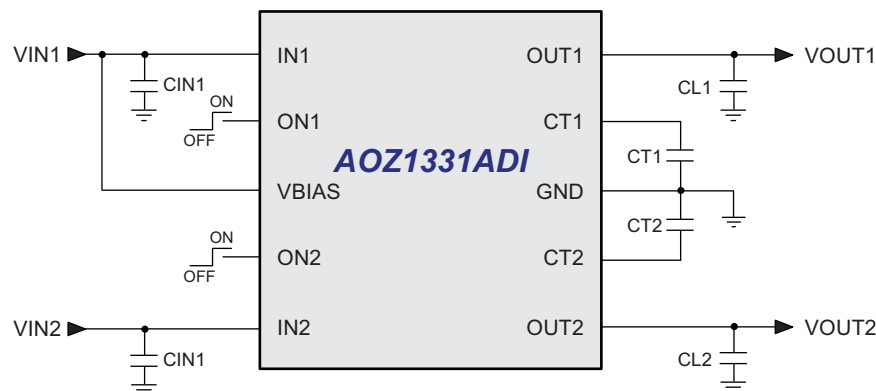 VIN1
IN1
OUT1
VOUT1
CIN1
CL1
ON
OFF
ON1
CT1
CT1
AOZ1331ADI
VBIAS
GND
CT2
ON
OFF
ON2
CT2
VIN2
IN2
OUT2
VOUT2
CIN1
CL2